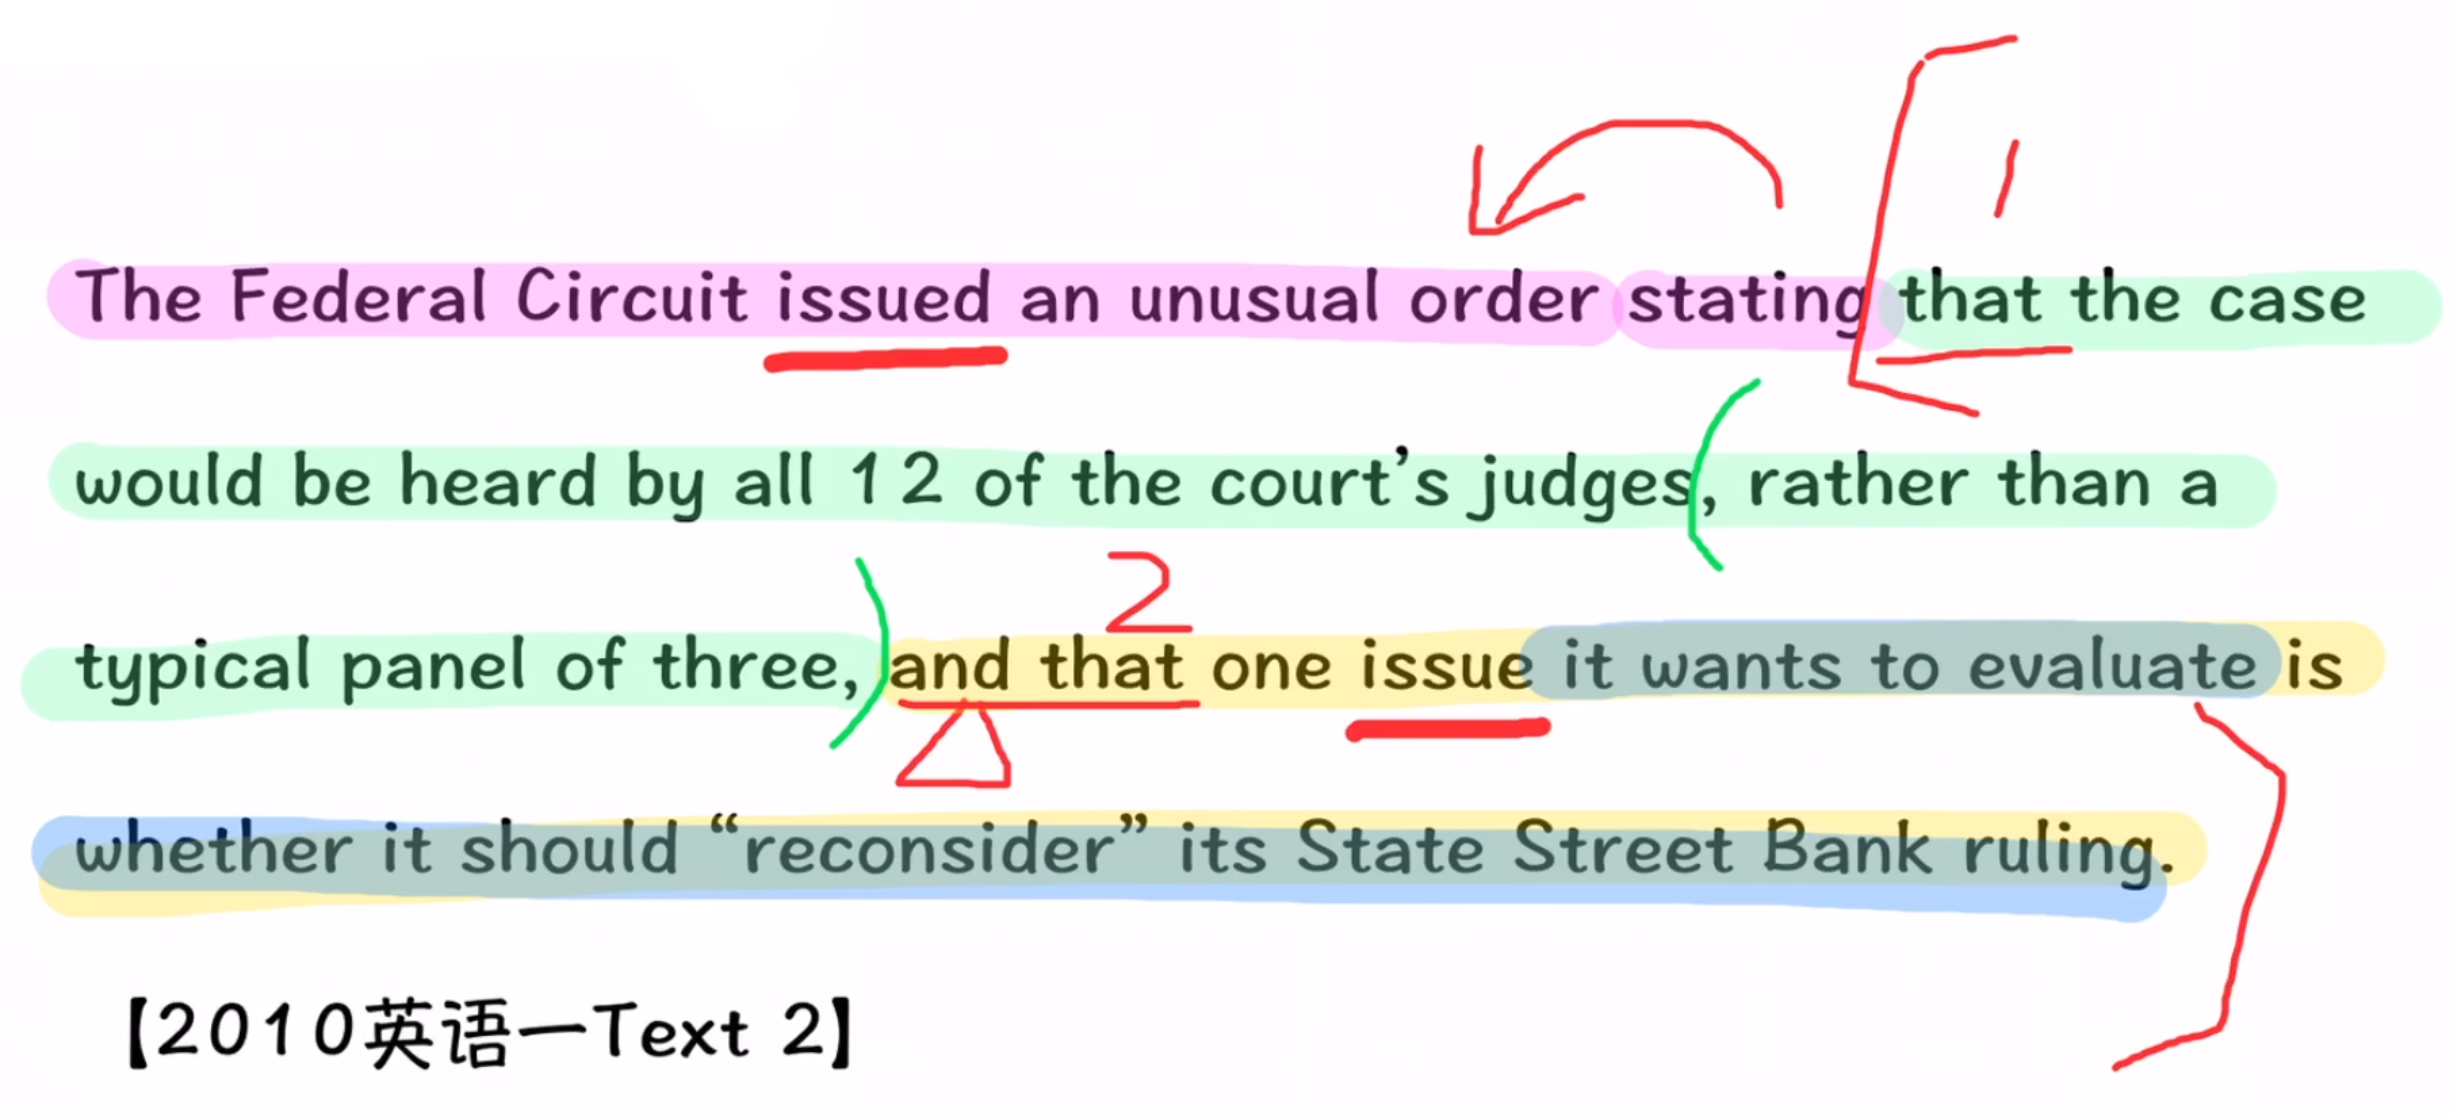 1
The Federal Circuit issued an unusual order stating that the case
would be heard by all 12 of the court’s judges, rather than a
2
typical panel of three, and that one issue it wants to evaluate is
whether it should “reconsider” its State Street Bank ruling.
【2010英语一Text 2】